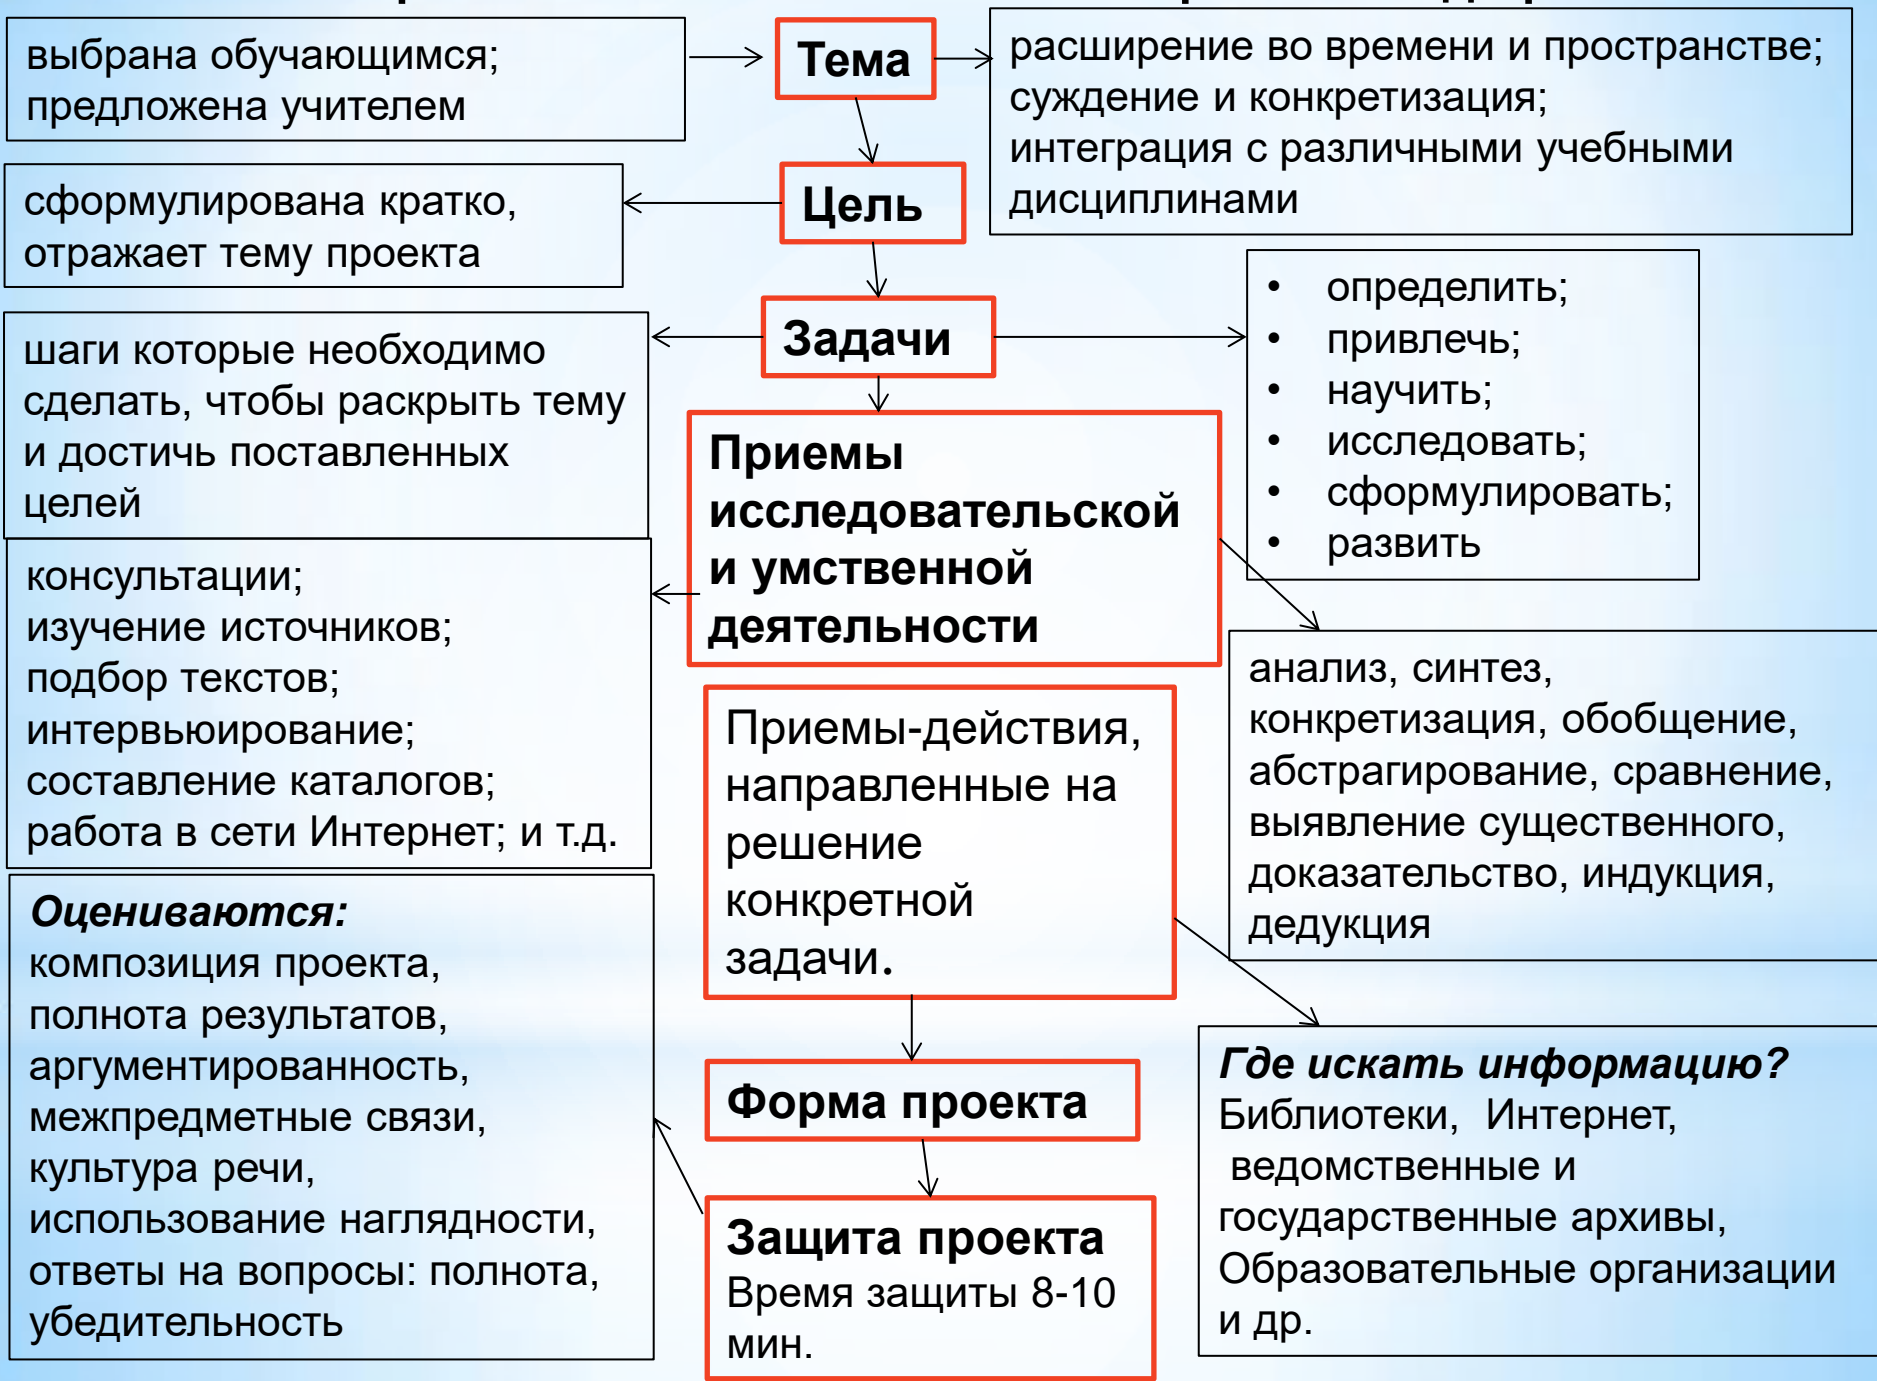 выбрана обучающимся;
предложена учителем
Тема
расширение во времени и пространстве;
суждение и конкретизация;
интеграция с различными учебными
дисциплинами
Цель
сформулирована кратко,
отражает тему проекта
Задачи
шаги которые необходимо
сделать, чтобы раскрыть тему
и достичь поставленных
целей
• определить;
• привлечь;
• научить;
• исследовать;
• сформулировать;
• развить
Приемы
исследовательской
и умственной
деятельности
консультации;
изучение источников;
подбор текстов;
интервьюирование;
составление каталогов;
работа в сети Интернет; и т.д.
анализ, синтез,
конкретизация, обобщение,
абстрагирование, сравнение,
выявление существенного,
доказательство, индукция,
дедукция
Приемы-действия,
направленные на
решение
конкретной
задачи.
Где искать информацию?
Библиотеки, Интернет,
ведомственные и
государственные архивы,
Образовательные организации
и др.
Форма проекта
Защита проекта
Время защиты 8-10
мин.
Оцениваются:
композиция проекта,
полнота результатов,
аргументированность,
межпредметные связи,
культура речи,
использование наглядности,
ответы на вопросы: полнота,
убедительность